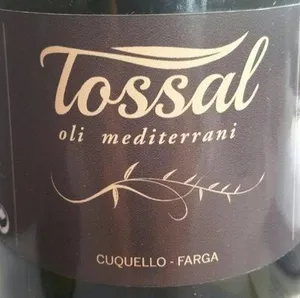 Tossal
oli mediterrani
CUQUELLO - FARGA